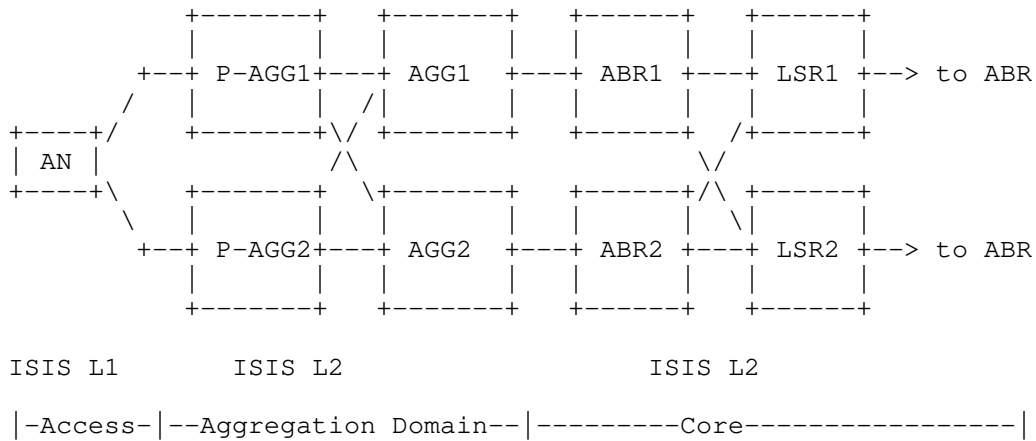 P-AGG1 AGG1 ABR1 LSR1 --> to ABR
AN
P-AGG2 AGG2 ABR2 LSR2 --> to ABR
ISIS L1 ISIS L2 ISIS L2
|-Access-|--Aggregation Domain--|---------Core-----------------|